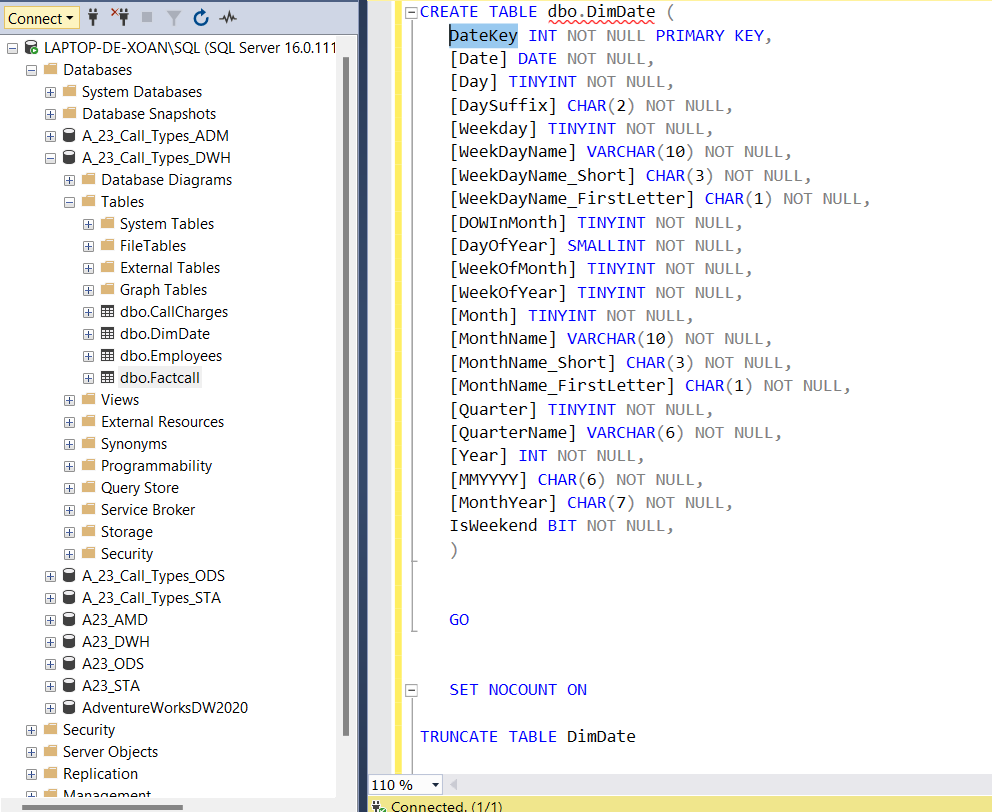 Connect
LAPTOP-DE-XOAN\SQL (SQL Server 16.0.111
Databases
System Databases
Database Snapshots
A_23_Call_Types_ADM
A_23_Call_Types_DWH
Database Diagrams
Tables
System Tables
FileTables
External Tables
Graph Tables
dbo.CallCharges
dbo.DimDate
dbo.Employees
dbo.Factcall
Views
External Resources
Synonyms
Programmability
Query Store
Service Broker
Storage
Security
A_23_Call_Types_ODS
A_23_Call_Types_STA
A23_AMD
A23_DWH
A23_ODS
A23_STA
AdventureWorksDW2020
Security
Server Objects
Replication
Management
CREATE TABLE dbo.DimDate (
DateKey INT NOT NULL PRIMARY KEY,
[Date] DATE NOT NULL,
[Day] TINYINT NOT NULL,
[DaySuffix] CHAR(2) NOT NULL,
[Weekday] TINYINT NOT NULL,
[WeekDayName] VARCHAR(10) NOT NULL,
[WeekDayName_Short] CHAR(3) NOT NULL,
[WeekDayName_FirstLetter] CHAR(1) NOT NULL,
[DOWInMonth] TINYINT NOT NULL,
[DayOfYear] SMALLINT NOT NULL,
[WeekOfMonth] TINYINT NOT NULL,
[WeekOfYear] TINYINT NOT NULL,
[Month] TINYINT NOT NULL,
[MonthName] VARCHAR(10) NOT NULL,
[MonthName_Short] CHAR(3) NOT NULL,
[MonthName_FirstLetter] CHAR(1) NOT NULL,
[Quarter] TINYINT NOT NULL,
[QuarterName] VARCHAR(6) NOT NULL,
[Year] INT NOT NULL,
[MMYYYY] CHAR(6) NOT NULL,
[MonthYear] CHAR(7) NOT NULL,
IsWeekend BIT NOT NULL,
)
GO
SET NOCOUNT ON
TRUNCATE TABLE DimDate
110 %
Connected. (1/1)